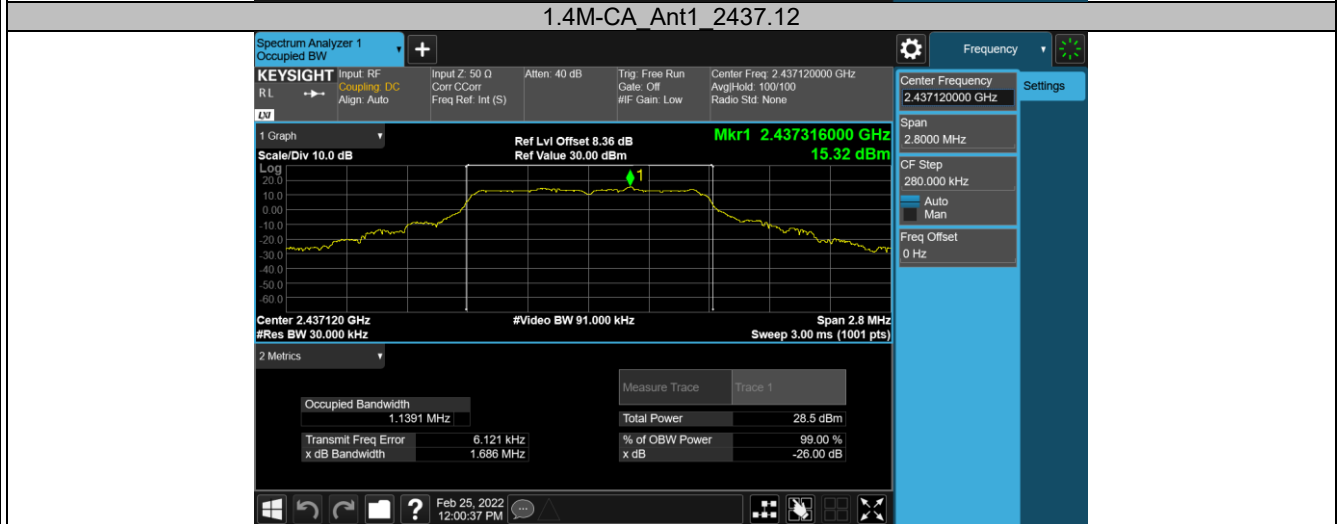 1.4M-CA_Ant1_2437.12
Spectrum Analyzer 1
Occupied BW
Frequency
KEYSIGHT
RL
LXI
Input: RF
Coupling: DC
Align: Auto
Input Z: 50 Ω
Corr CCorr
Freq Ref: Int (S)
Atten: 40 dB
Trig: Free Run
Gate: Off
#IF Gain: Low
Center Freq: 2.437120000 GHz
Avg|Hold: 100/100
Radio Std: None
Center Frequency
2.437120000 GHz
Settings
Span
2.8000 MHz
CF Step
280.000 kHz
Auto
Man
Freq Offset
0 Hz
1 Graph
Scale/Div 10.0 dB
Ref Lvl Offset 8.36 dB
Ref Value 30.00 dBm
Mkr1 2.437316000 GHz
15.32 dBm
Log
20.0
10.0
0.00
-10.0
-20.0
-30.0
-40.0
-50.0
-60.0
1
Center 2.437120 GHz
#Video BW 91.000 kHz
Span 2.8 MHz
#Res BW 30.000 kHz
Sweep 3.00 ms (1001 pts)
2 Metrics
Measure Trace Trace 1
Occupied Bandwidth
1.1391 MHz
Total Power 28.5 dBm
Transmit Freq Error 6.121 kHz
% of OBW Power 99.00 %
x dB Bandwidth 1.686 MHz
x dB -26.00 dB
?
Feb 25, 2022
12:00:37 PM